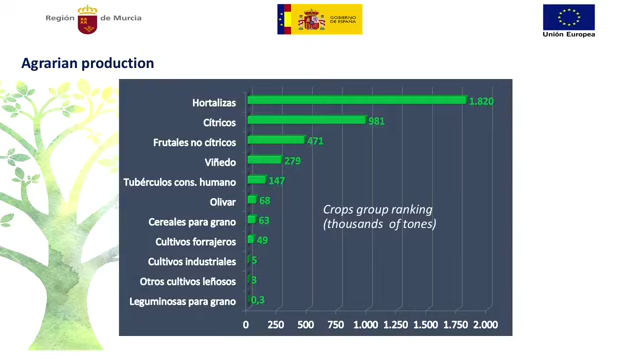 Región de Murcia
GOBIERNO
DE ESPAÑA
Unión Europea
Agrarian production
Hortalizas 1.820
Cítricos 981
Frutales no cítricos 471
Viñedo 279
Tubérculos cons. humano 147
Olivar 68
Cereales para grano 63
Cultivos forrajeros 49
Cultivos industriales 5
Otros cultivos leñosos 3
Leguminosas para grano 0,3
Crops group ranking
(thousands of tones)
0 250 500 750 1.000 1.250 1.500 1.750 2.000